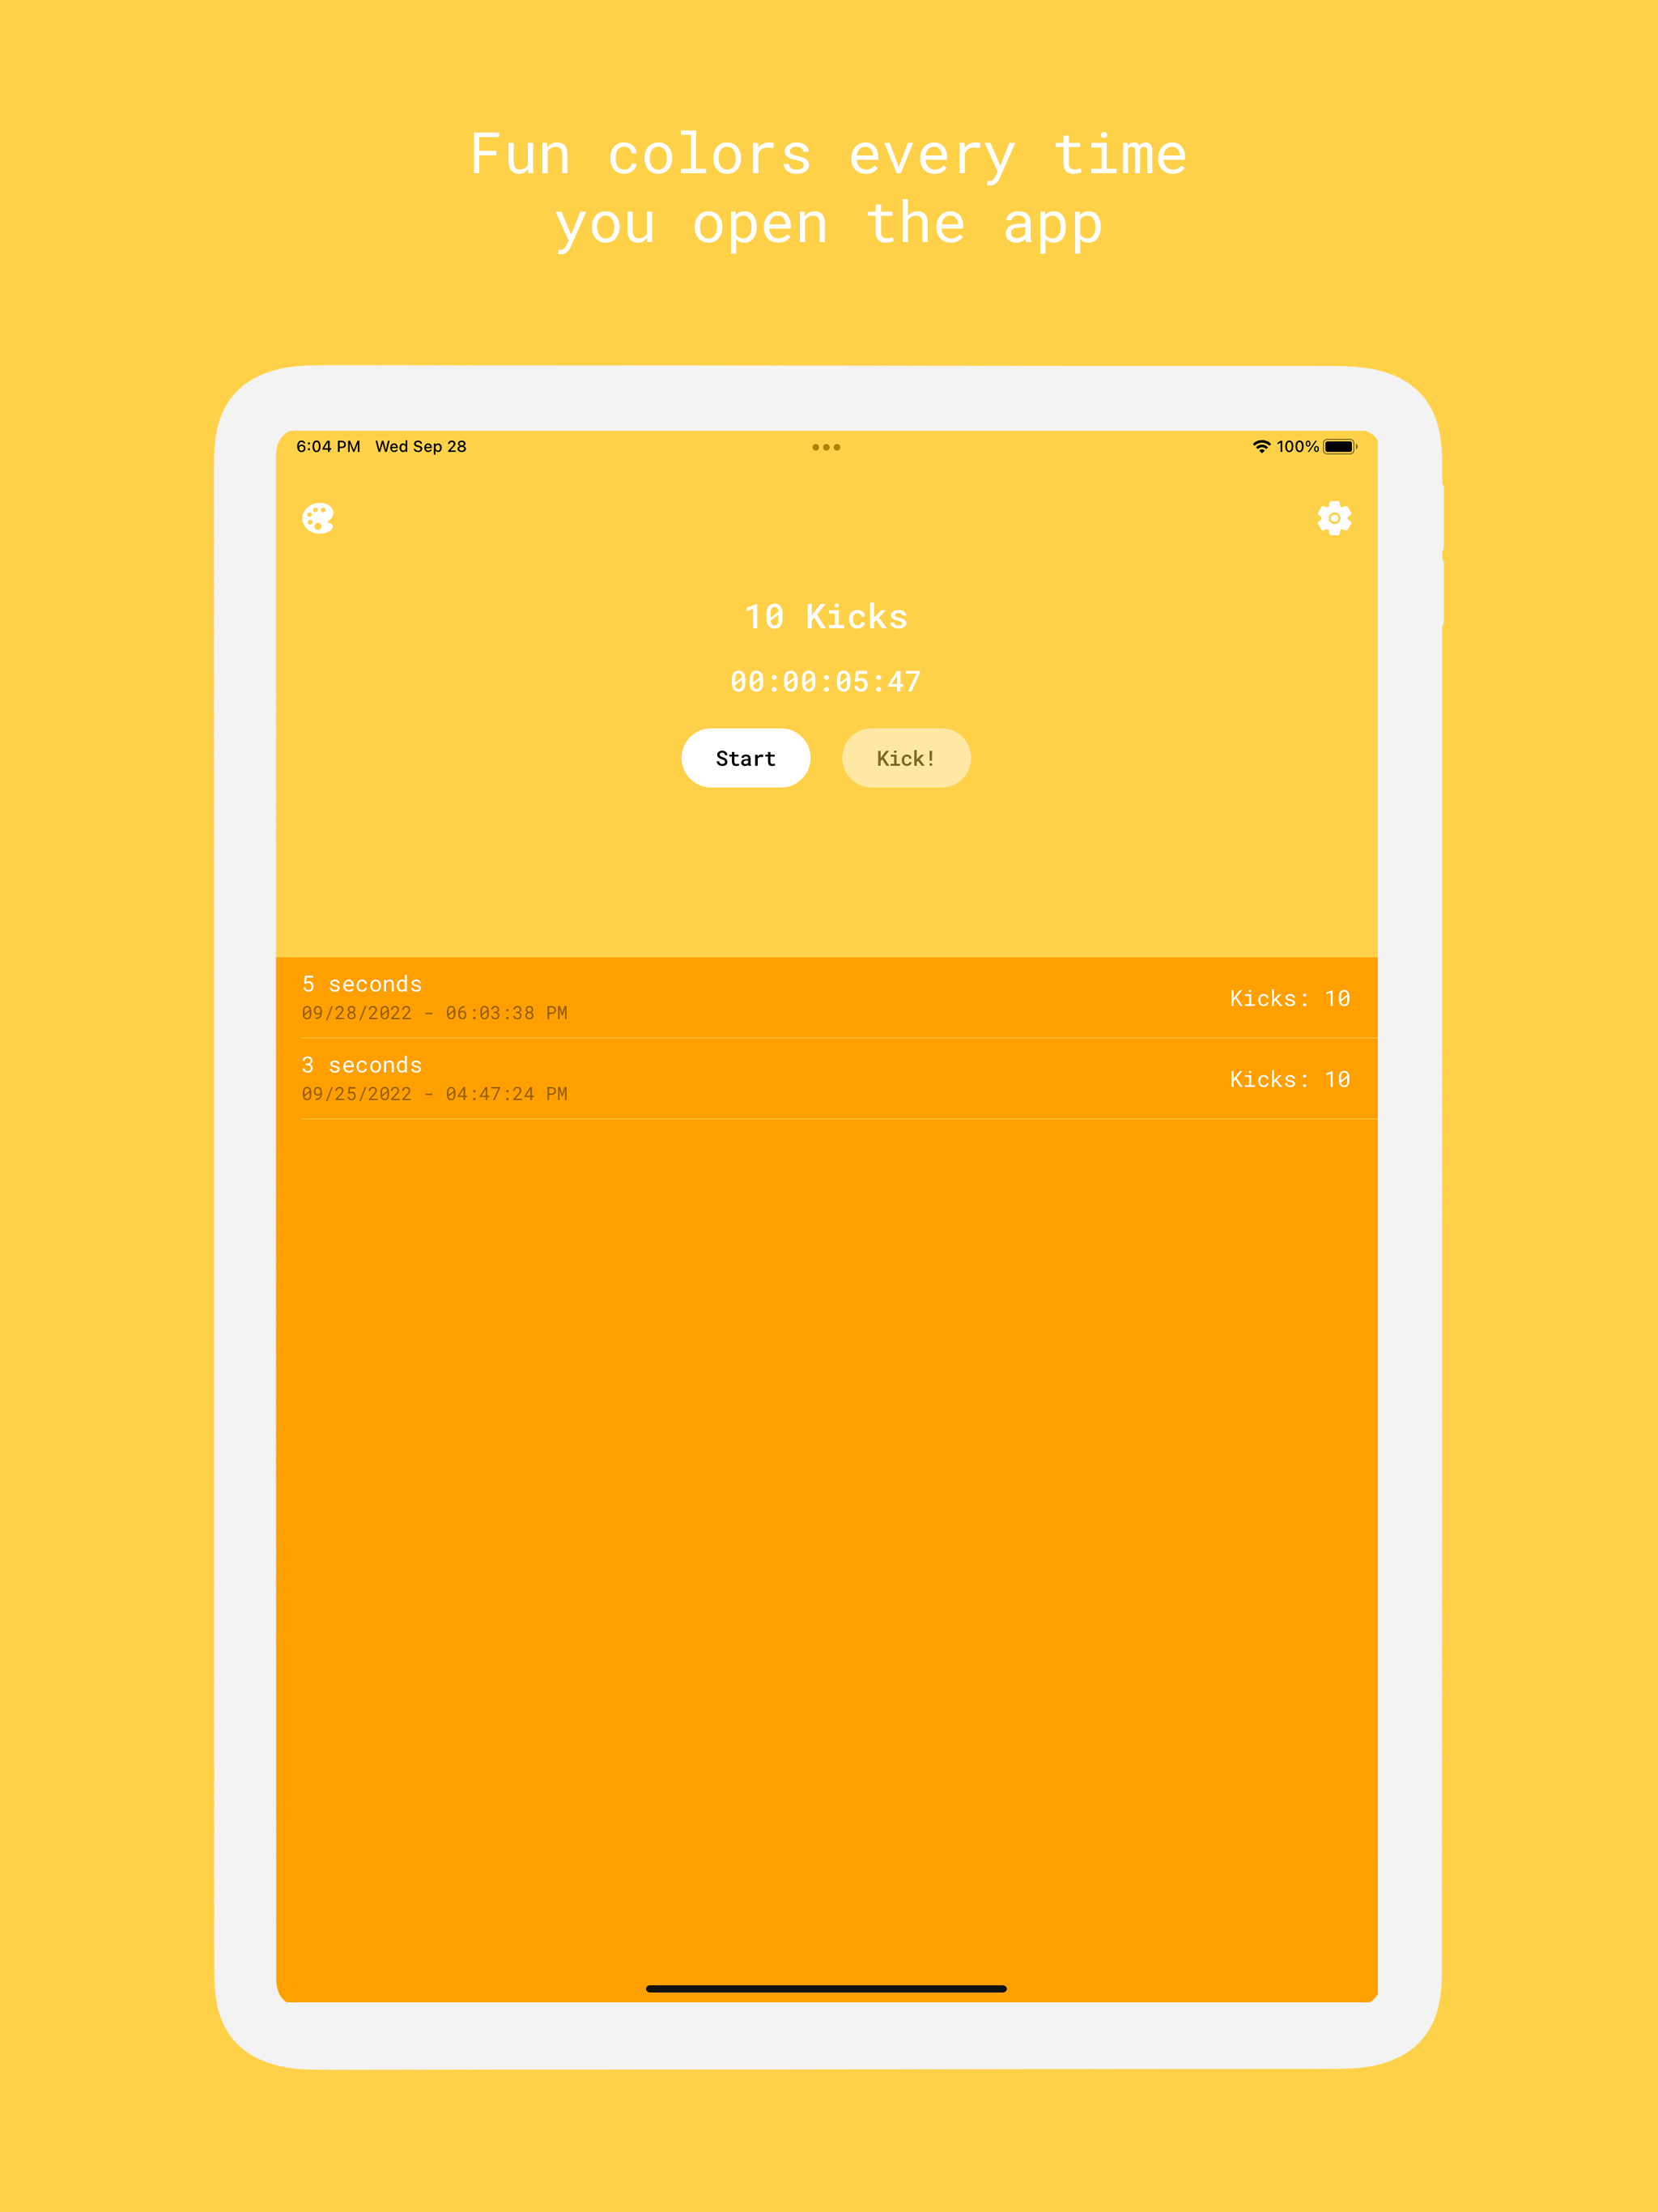 Fun colors every time
you open the app
6:04 PM Wed Sep 28
100%
10 Kicks
00:00:05:47
Start Kick!
5 seconds
09/28/2022 - 06:03:38 PM
Kicks: 10
3 seconds
09/25/2022 - 04:47:24 PM
Kicks: 10